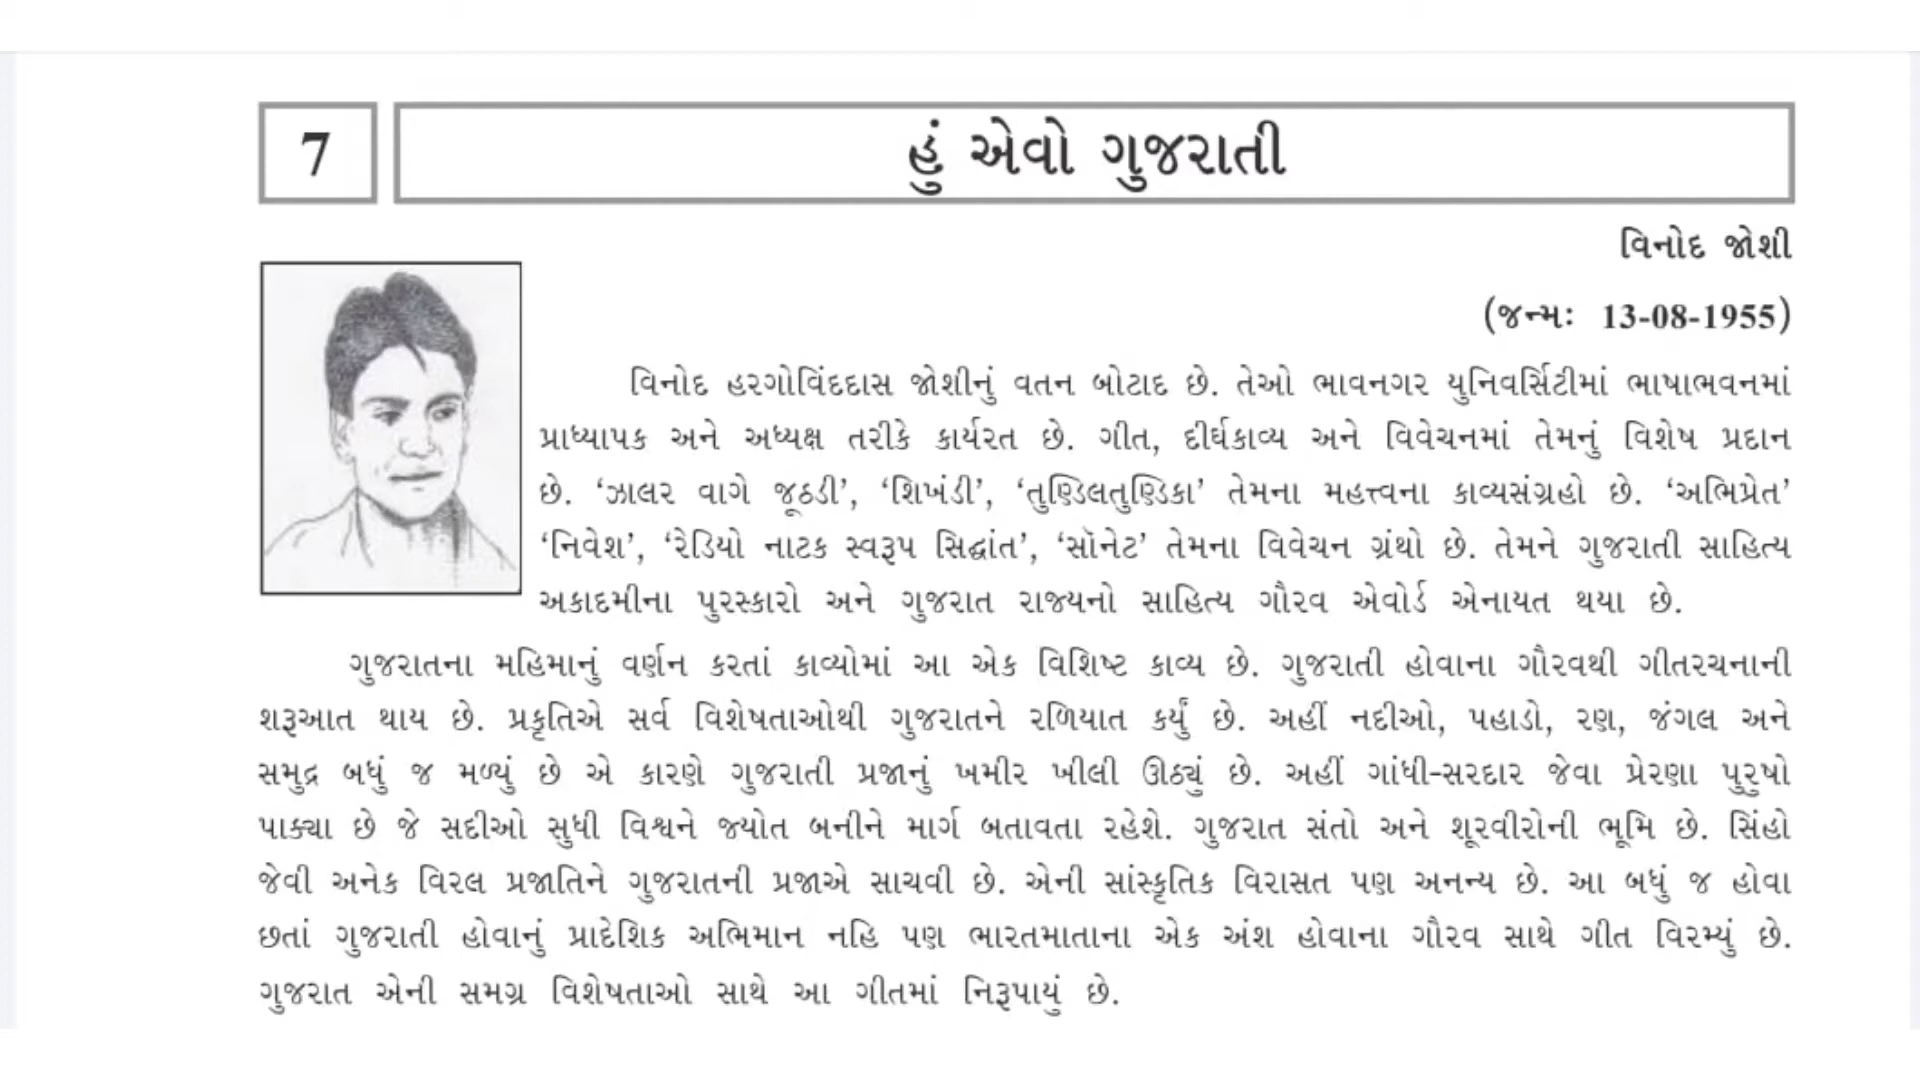 7
હું એવો ગુજરાતી
વિનોદ જોશી
(જન્મઃ 13-08-1955)
વિનોદ હરગોવિંદદાસ જોશીનું વતન બોટાદ છે. તેઓ ભાવનગર યુનિવર્સિટીમાં ભાષાભવનમાં
પ્રાધ્યાપક અને અધ્યક્ષ તરીકે કાર્યરત છે. ગીત, દીર્ઘકાવ્ય અને વિવેચનમાં તેમનું વિશેષ પ્રદાન
છે. ‘ઝાલર વાગે જૂઠડી’, ‘શિખંડી’, ‘તુણ્ડિલતુણ્ડિકા’ તેમના મહત્ત્વના કાવ્યસંગ્રહો છે. ‘અભિપ્રેત’
‘નિવેશ’, ‘રેડિયો નાટક સ્વરૂપ સિદ્ધાંત’, ‘સૉનેટ’ તેમના વિવેચન ગ્રંથો છે. તેમને ગુજરાતી સાહિત્ય
અકાદમીના પુરસ્કારો અને ગુજરાત રાજ્યનો સાહિત્ય ગૌરવ એવોર્ડ એનાયત થયા છે.
ગુજરાતના મહિમાનું વર્ણન કરતાં કાવ્યોમાં આ એક વિશિષ્ટ કાવ્ય છે. ગુજરાતી હોવાના ગૌરવથી ગીતરચનાની
શરૂઆત થાય છે. પ્રકૃતિએ સર્વ વિશેષતાઓથી ગુજરાતને રળિયાત કર્યું છે. અહીં નદીઓ, પહાડો, રણ, જંગલ અને
સમુદ્ર બધું જ મળ્યું છે એ કારણે ગુજરાતી પ્રજાનું ખમીર ખીલી ઊઠ્યું છે. અહીં ગાંધી-સરદાર જેવા પ્રેરણા પુરુષો
પાક્યા છે જે સદીઓ સુધી વિશ્વને જ્યોત બનીને માર્ગ બતાવતા રહેશે. ગુજરાત સંતો અને શૂરવીરોની ભૂમિ છે. સિંહો
જેવી અનેક વિરલ પ્રજાતિને ગુજરાતની પ્રજાએ સાચવી છે. એની સાંસ્કૃતિક વિરાસત પણ અનન્ય છે. આ બધું જ હોવા
છતાં ગુજરાતી હોવાનું પ્રાદેશિક અભિમાન નહિ પણ ભારતમાતાના એક અંશ હોવાના ગૌરવ સાથે ગીત વિરમ્યું છે.
ગુજરાત એની સમગ્ર વિશેષતાઓ સાથે આ ગીતમાં નિરૂપાયું છે.